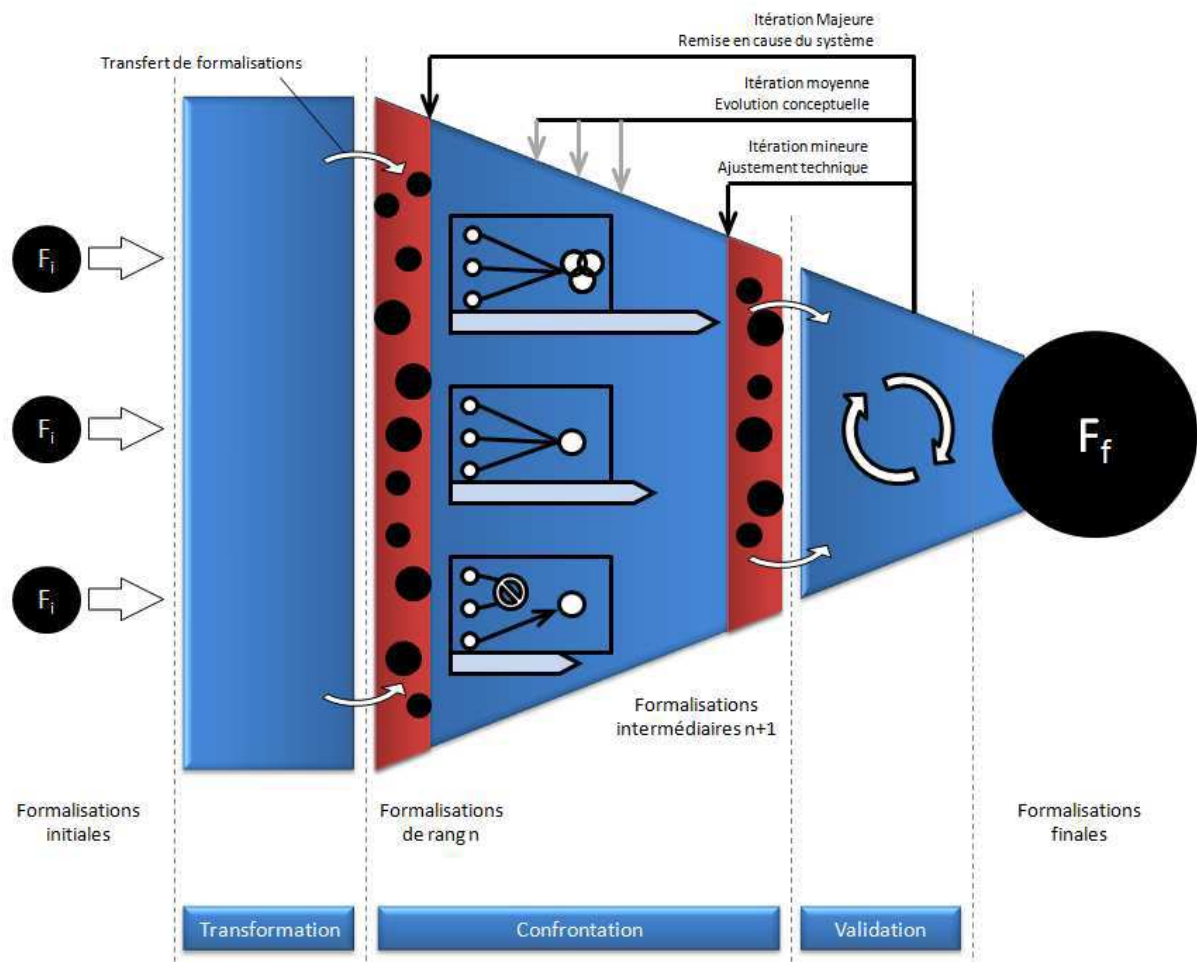 Itération Majeure
Remise en cause du système
Transfert de formalisations
Itération moyenne
Evolution conceptuelle
Itération mineure
Ajustement technique
Fi
Fi
Fi
Ff
Formalisations
intermédiaires n+1
Formalisations
initiales
Formalisations
de rang n
Formalisations
finales
Transformation
Confrontation
Validation